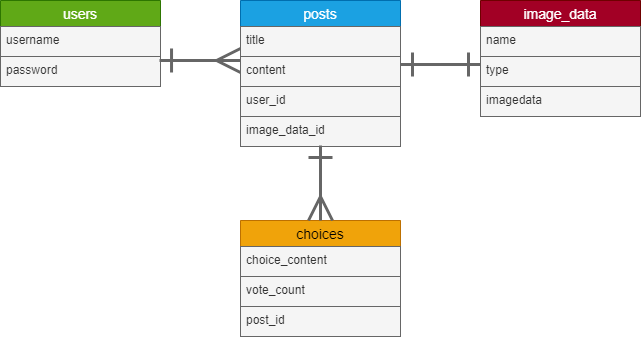 users
username
password
posts
title
content
user_id
image_data_id
image_data
name
type
imagedata
choices
choice_content
vote_count
post_id